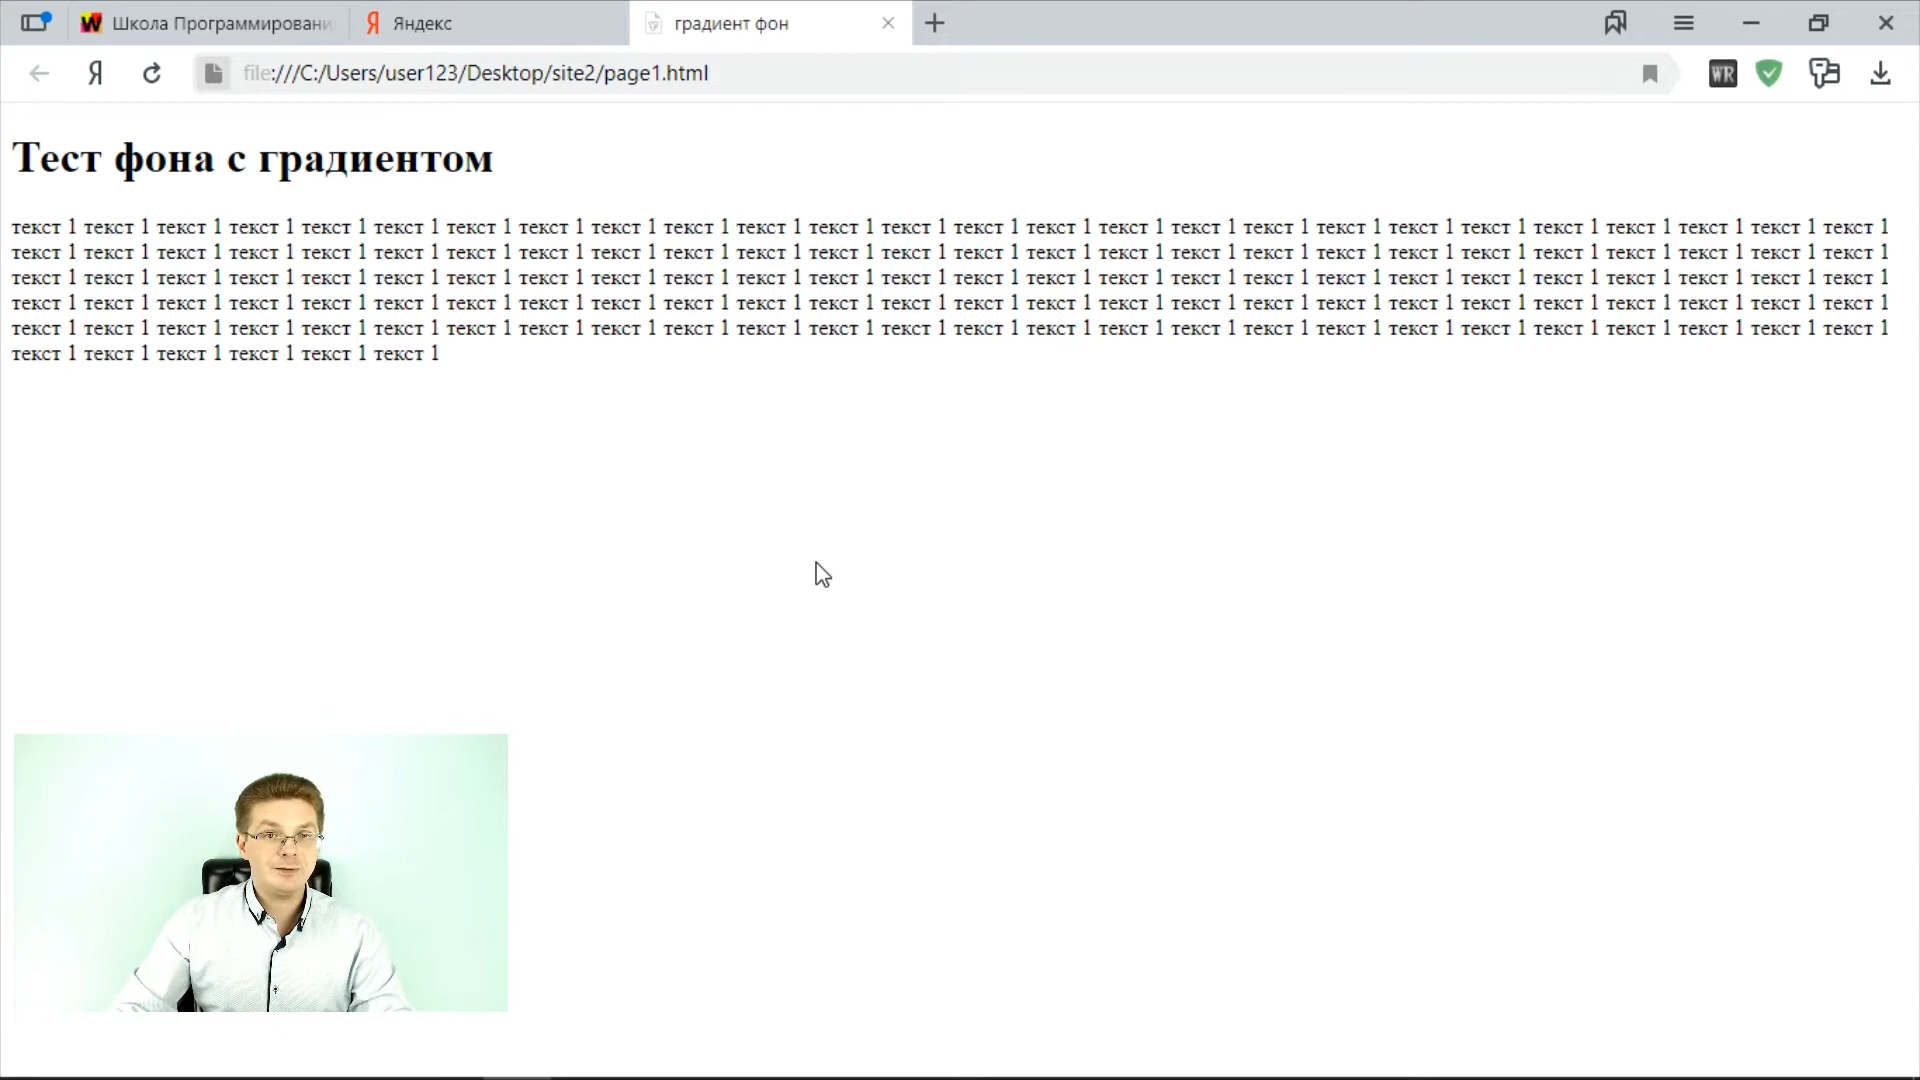 W Школа Программировани
Я Яндекс
градиент фон
Я file:///C:/Users/user123/Desktop/site2/page1.html WR
Тест фона с градиентом
текст 1 текст 1 текст 1 текст 1 текст 1 текст 1 текст 1 текст 1 текст 1 текст 1 текст 1 текст 1 текст 1 текст 1 текст 1 текст 1 текст 1 текст 1 текст 1 текст 1 текст 1 текст 1 текст 1 текст 1 текст 1 текст 1
текст 1 текст 1 текст 1 текст 1 текст 1 текст 1 текст 1 текст 1 текст 1 текст 1 текст 1 текст 1 текст 1 текст 1 текст 1 текст 1 текст 1 текст 1 текст 1 текст 1 текст 1 текст 1 текст 1 текст 1 текст 1 текст 1
текст 1 текст 1 текст 1 текст 1 текст 1 текст 1 текст 1 текст 1 текст 1 текст 1 текст 1 текст 1 текст 1 текст 1 текст 1 текст 1 текст 1 текст 1 текст 1 текст 1 текст 1 текст 1 текст 1 текст 1 текст 1 текст 1
текст 1 текст 1 текст 1 текст 1 текст 1 текст 1 текст 1 текст 1 текст 1 текст 1 текст 1 текст 1 текст 1 текст 1 текст 1 текст 1 текст 1 текст 1 текст 1 текст 1 текст 1 текст 1 текст 1 текст 1 текст 1 текст 1
текст 1 текст 1 текст 1 текст 1 текст 1 текст 1 текст 1 текст 1 текст 1 текст 1 текст 1 текст 1 текст 1 текст 1 текст 1 текст 1 текст 1 текст 1 текст 1 текст 1 текст 1 текст 1 текст 1 текст 1 текст 1 текст 1
текст 1 текст 1 текст 1 текст 1 текст 1 текст 1